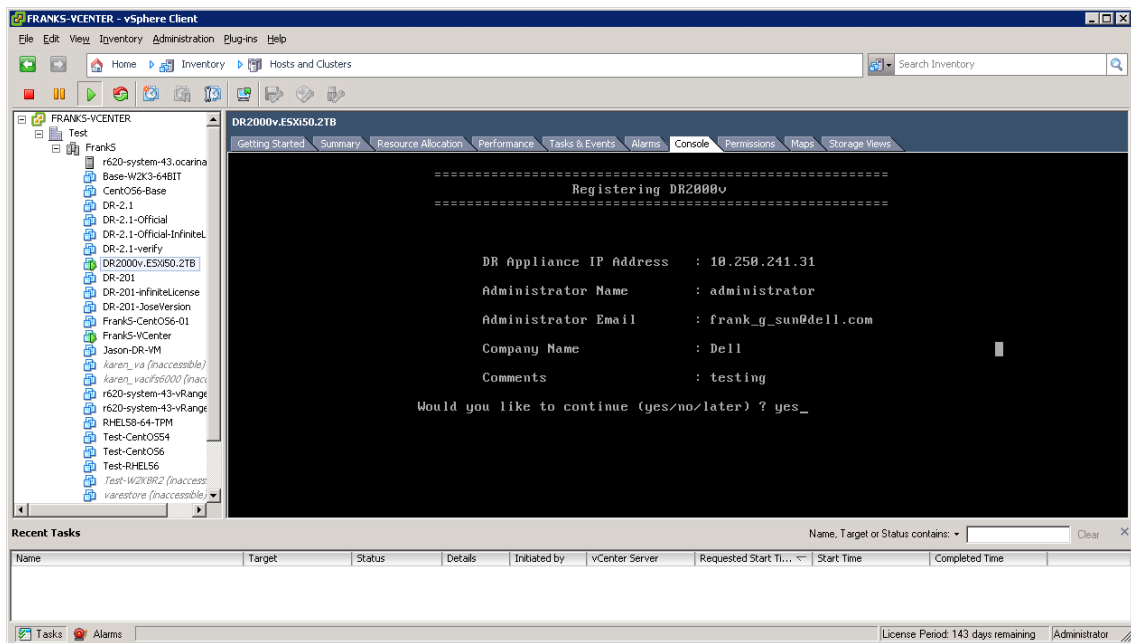 FRANKS-VCENTER - vSphere Client
File Edit View Inventory Administration Plug-ins Help
Home Inventory Hosts and Clusters Search Inventory
FRANKS-VCENTER
Test
FrankS
r620-system-43.ocarina
Base-W2K3-64BIT
CentOS6-Base
DR-2.1
DR-2.1-Official
DR-2.1-Official-InfiniteL
DR-2.1-verify
DR2000v.ESXi50.2TB
DR-201
DR-201-infiniteLicense
DR-201-JoseVersion
FrankS-CentOS6-01
FrankS-VCenter
Jason-DR-VM
karen_va (inaccessible)
karen_vacifs6000 (inacc
r620-system-43-vRange
r620-system-43-vRange
RHEL58-64-TPM
Test-CentOS54
Test-CentOS6
Test-RHEL56
Test-W2K8R2 (inaccess
varestore (inaccessible)
DR2000v.ESXi50.2TB
Getting Started Summary Resource Allocation Performance Tasks & Events Alarms Console Permissions Maps Storage Views
=======================================================
Registering DR2000v
=======================================================
DR Appliance IP Address : 10.250.241.31
Administrator Name : administrator
Administrator Email : frank_g_sun@dell.com
Company Name : Dell
Comments : testing
Would you like to continue (yes/no/later) ? yes_
Recent Tasks Name, Target or Status contains: Clear
Name Target Status Details Initiated by vCenter Server Requested Start Ti... Start Time Completed Time
Tasks Alarms License Period: 143 days remaining Administrator